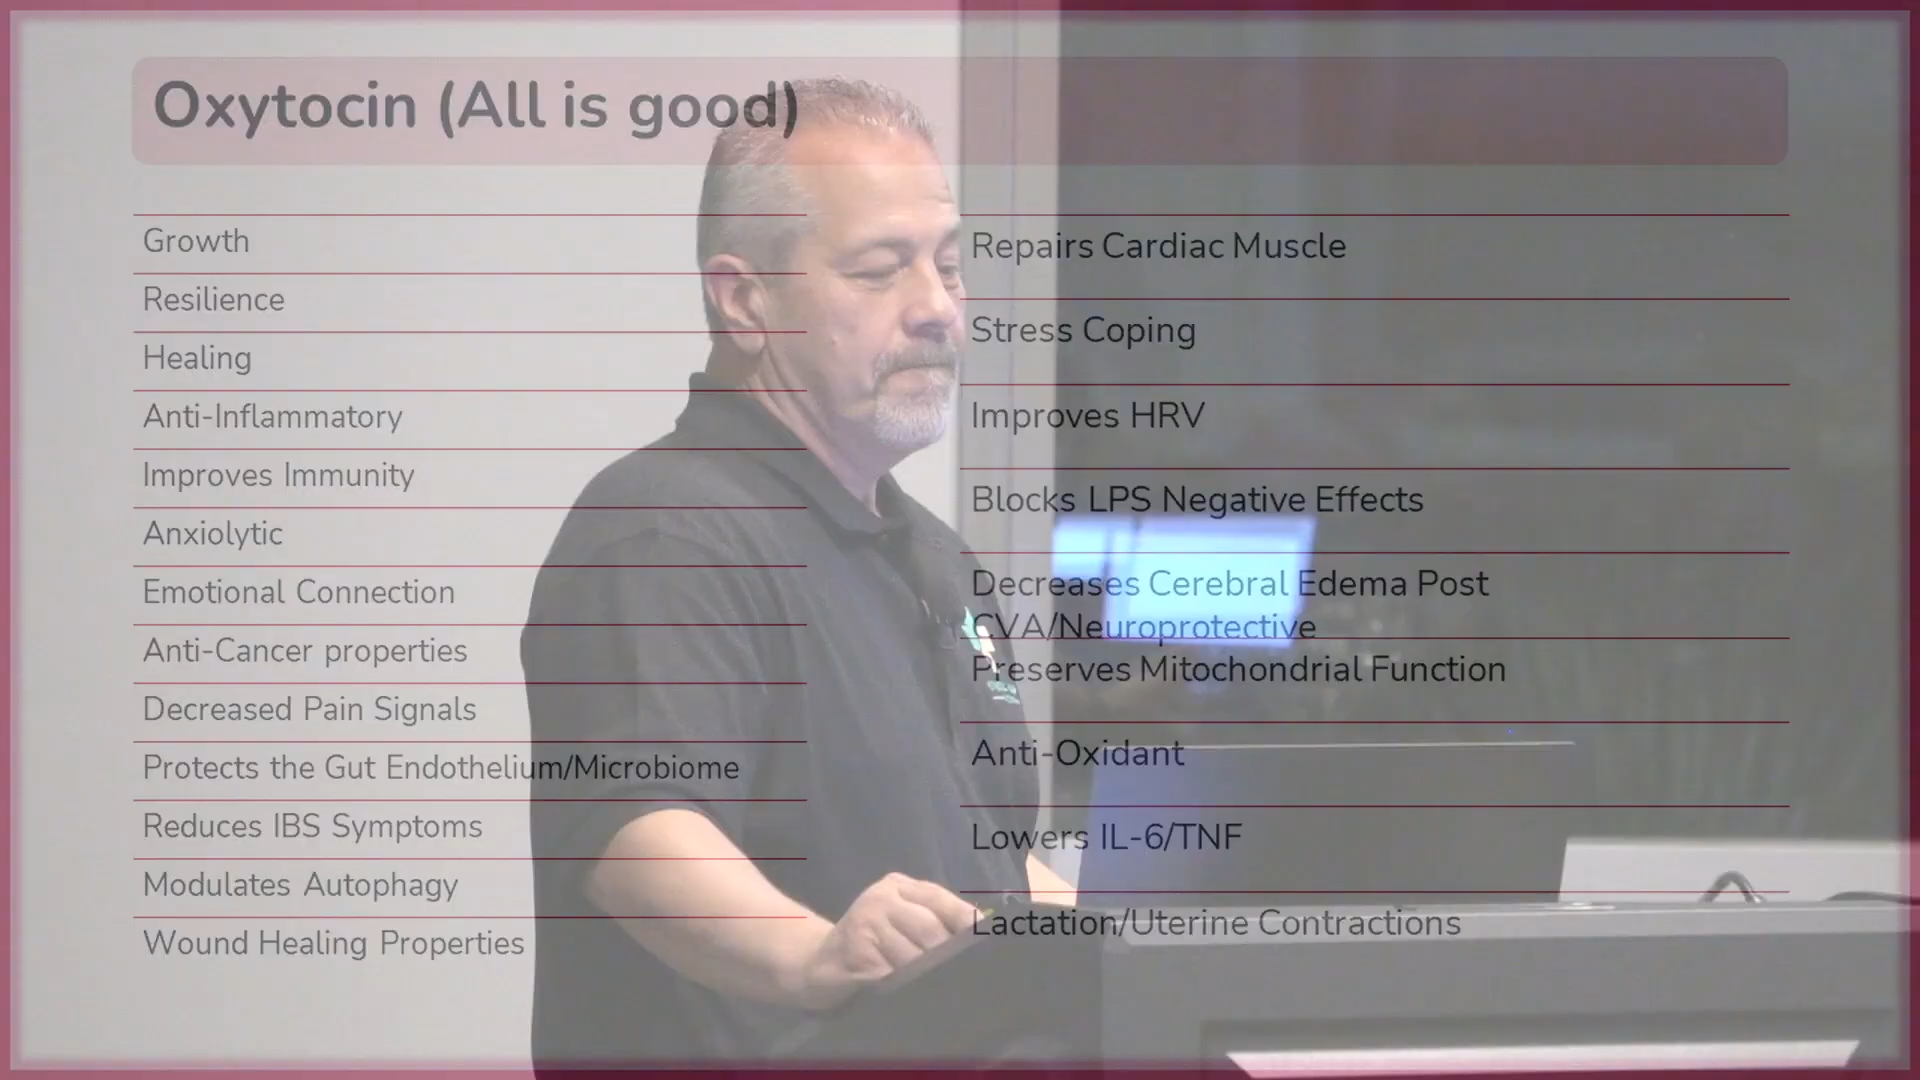 Oxytocin (All is good)
Growth
Resilience
Healing
Anti-Inflammatory
Improves Immunity
Anxiolytic
Emotional Connection
Anti-Cancer properties
Decreased Pain Signals
Protects the Gut Endothelium/Microbiome
Reduces IBS Symptoms
Modulates Autophagy
Wound Healing Properties
Repairs Cardiac Muscle
Stress Coping
Improves HRV
Blocks LPS Negative Effects
Decreases Cerebral Edema Post
CVA/Neuroprotective
Preserves Mitochondrial Function
Anti-Oxidant
Lowers IL-6/TNF
Lactation/Uterine Contractions